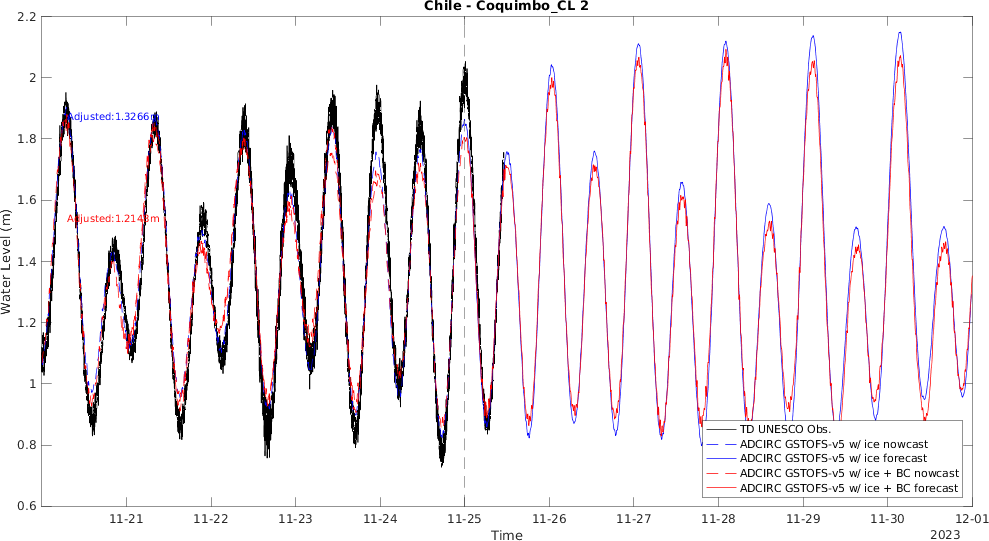 Chile - Coquimbo_CL 2
2.2
2
1.8
1.6
1.4
1.2
1
0.8
0.6
Water Level (m)
Adjusted:1.3266m
Adjusted:1.2148m
TD UNESCO Obs.
ADCIRC GSTOFS-v5 w/ ice nowcast
ADCIRC GSTOFS-v5 w/ ice forecast
ADCIRC GSTOFS-v5 w/ ice + BC nowcast
ADCIRC GSTOFS-v5 w/ ice + BC forecast
11-21 11-22 11-23 11-24 11-25 11-26 11-27 11-28 11-29 11-30 12-01
Time
2023